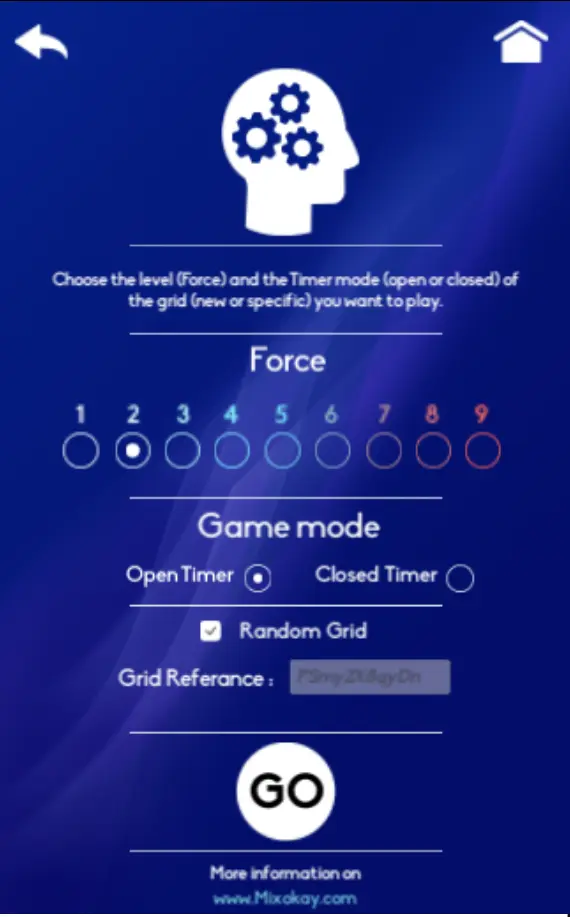 Choose the level (Force) and the Timer mode (open or closed) of
the grid (new or specific) you want to play.
Force
1 2 3 4 5 6 7 8 9
Game mode
Open Timer Closed Timer
Random Grid
Grid Referance :
GO
More information on
www.Mixokay.com